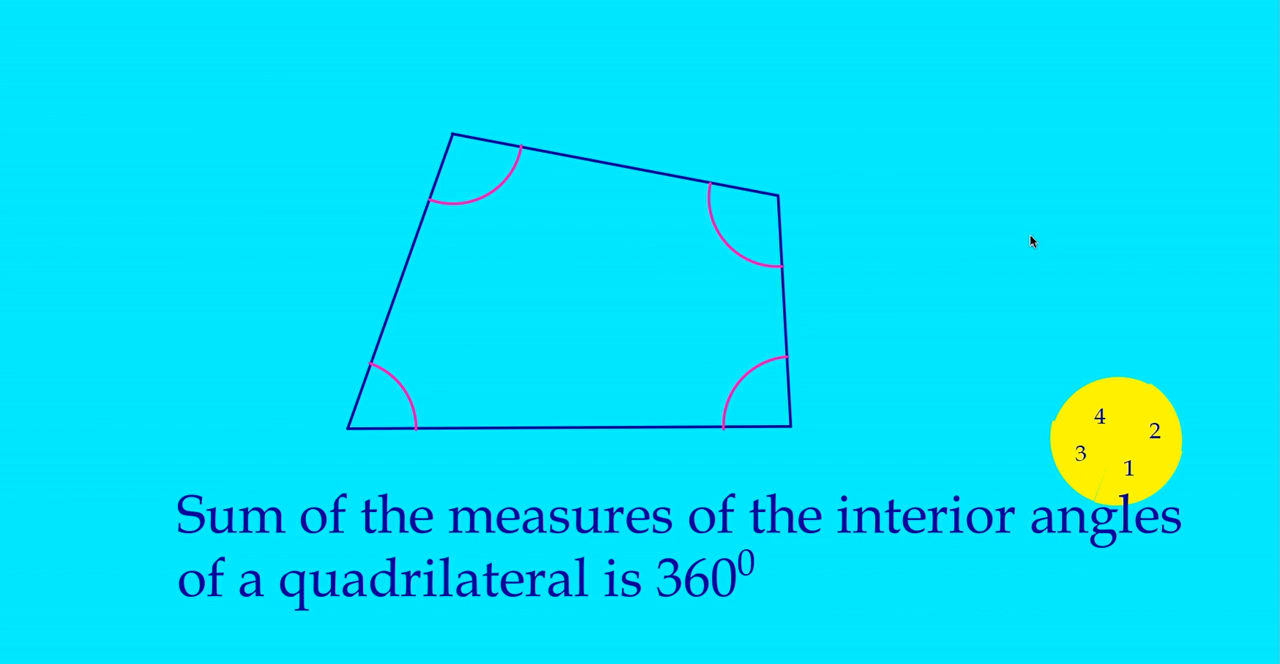 4
2
3
1
Sum of the measures of the interior angles
of a quadrilateral is 360⁰